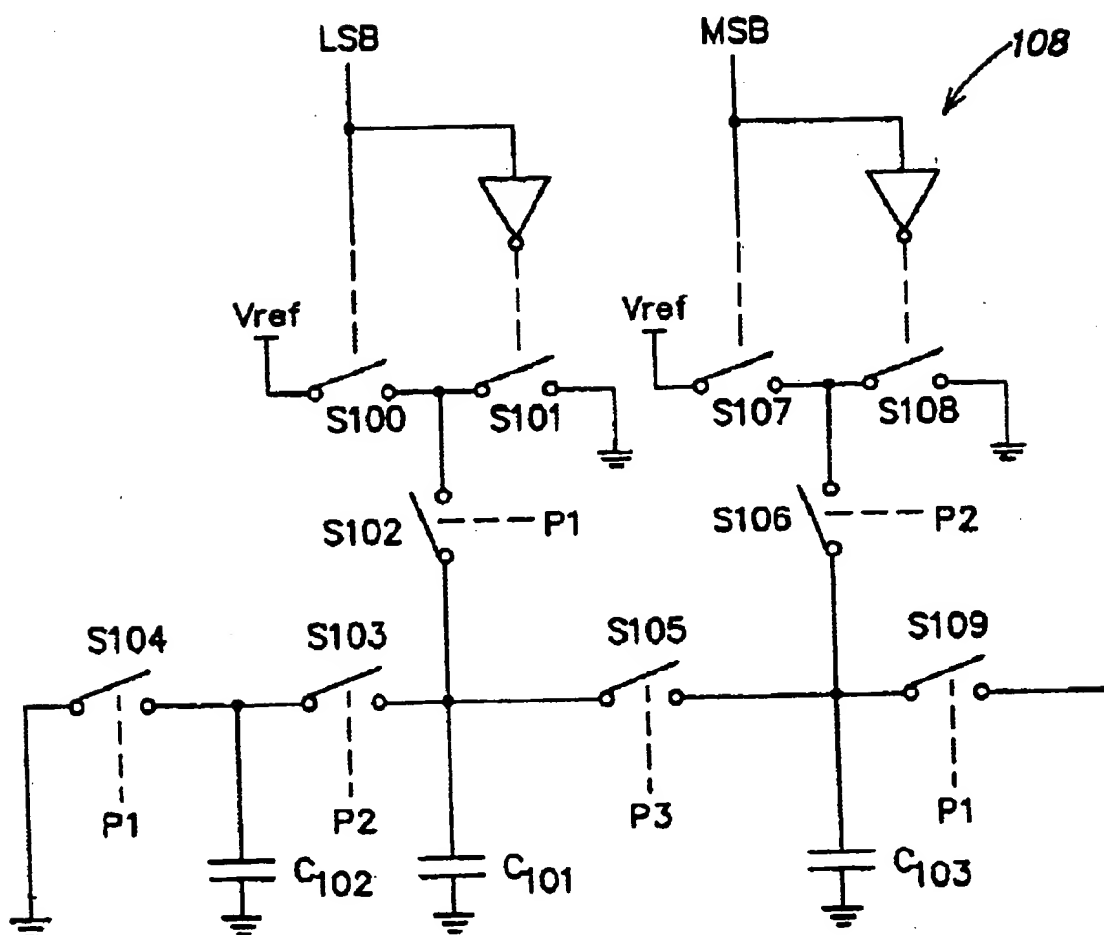 LSB
MSB
108
Vref
Vref
S100
S101
S107
S108
S102
P1
S106
P2
S104
S103
S105
S109
P1
P2
P3
P1
C102
C101
C103